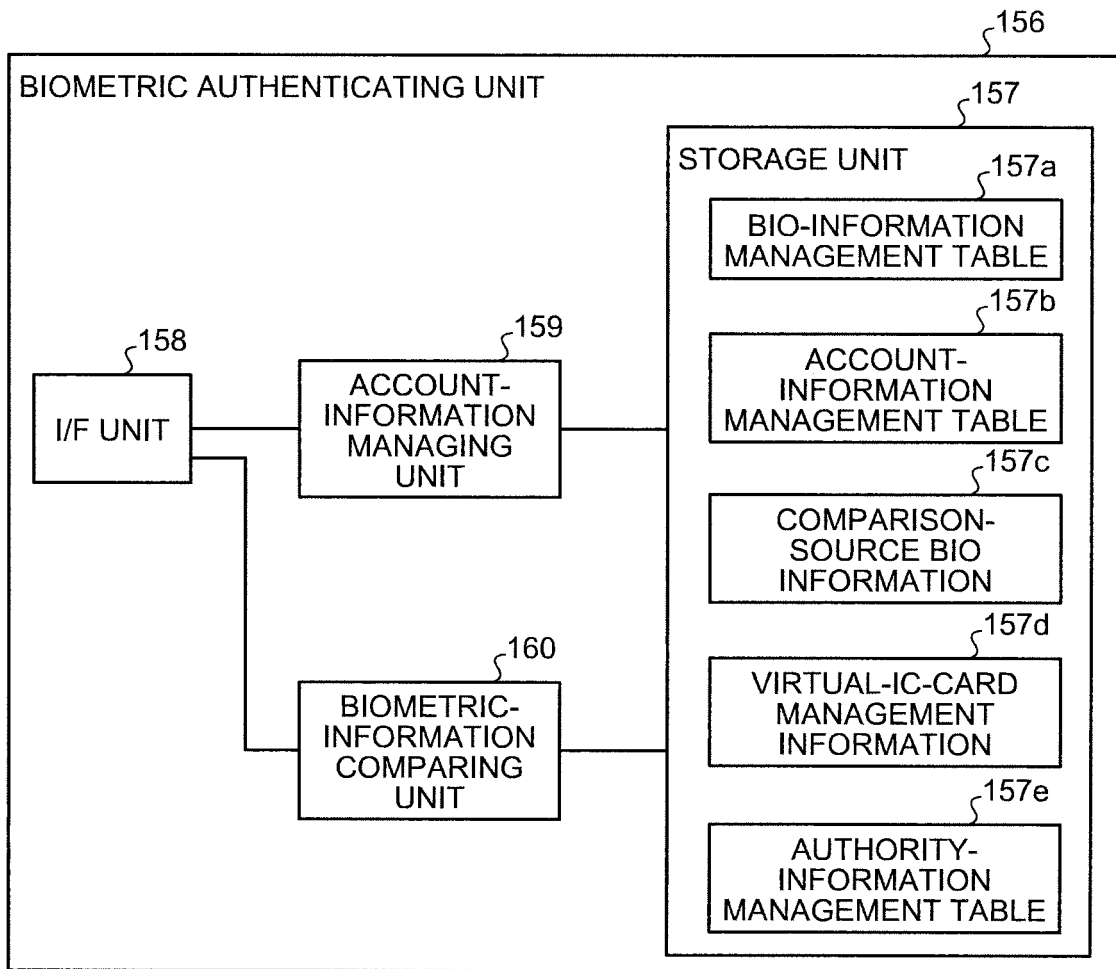 156
BIOMETRIC AUTHENTICATING UNIT
157
STORAGE UNIT
157a
BIO-INFORMATION
MANAGEMENT TABLE
157b
ACCOUNT-
INFORMATION
MANAGEMENT TABLE
158
I/F UNIT
159
ACCOUNT-
INFORMATION
MANAGING
UNIT
157c
COMPARISON-
SOURCE BIO
INFORMATION
160
BIOMETRIC-
INFORMATION
COMPARING
UNIT
157d
VIRTUAL-IC-CARD
MANAGEMENT
INFORMATION
157e
AUTHORITY-
INFORMATION
MANAGEMENT TABLE